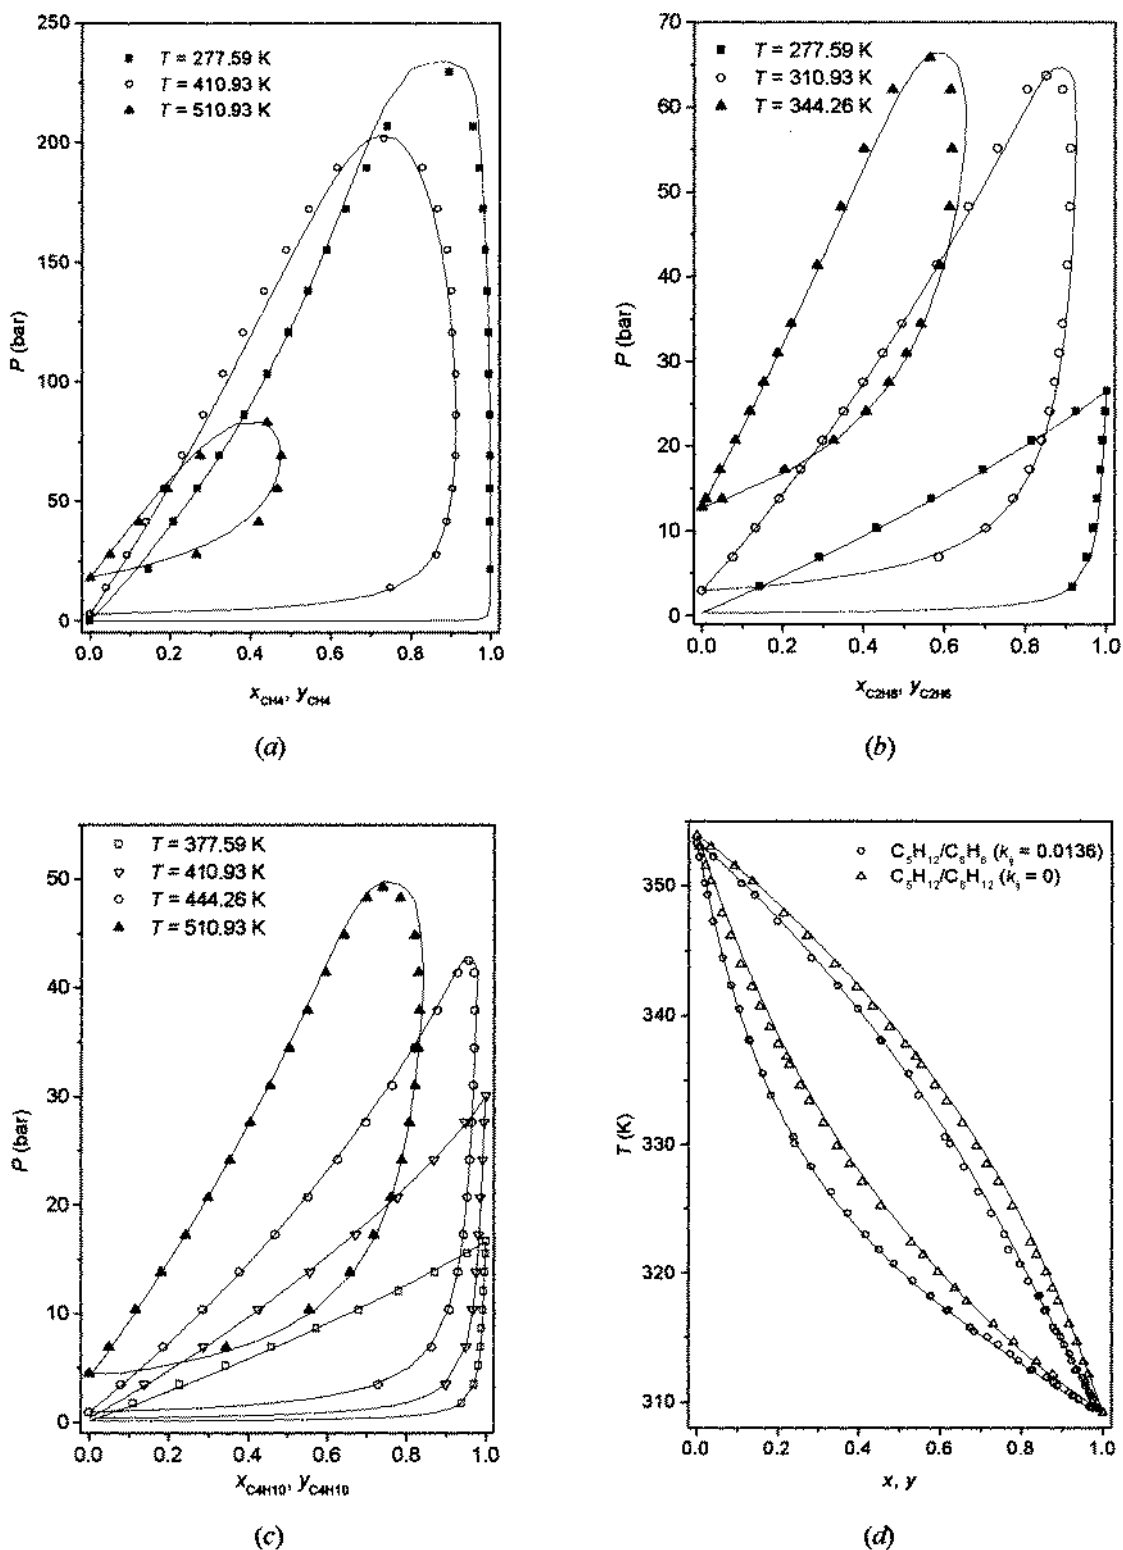 250
200
150
100
50
0
P (bar)
T = 277.59 K
T = 410.93 K
T = 510.93 K
0.0 0.2 0.4 0.6 0.8 1.0
xCH4, yCH4
(a)
70
60
50
40
30
20
10
0
P (bar)
T = 277.59 K
T = 310.93 K
T = 344.26 K
0.0 0.2 0.4 0.6 0.8 1.0
xC2H6, yC2H6
(b)
50
40
30
20
10
0
P (bar)
T = 377.59 K
T = 410.93 K
T = 444.26 K
T = 510.93 K
0.0 0.2 0.4 0.6 0.8 1.0
xC4H10, yC4H10
(c)
350
340
330
320
310
T (K)
C5H12/C6H6 (kij = 0.0136)
C5H12/C6H12 (kij = 0)
0.0 0.2 0.4 0.6 0.8 1.0
x, y
(d)